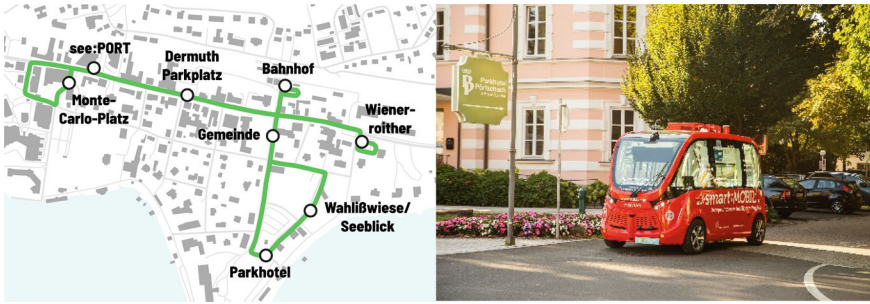 see:PORT
Dermuth
Parkplatz
Bahnhof
Monte-
Carlo-Platz
Gemeinde
Wiener-
roither
Wahlißwiese/
Seeblick
Parkhotel
Parkhotel
Pörtschach
smart:MOBIL